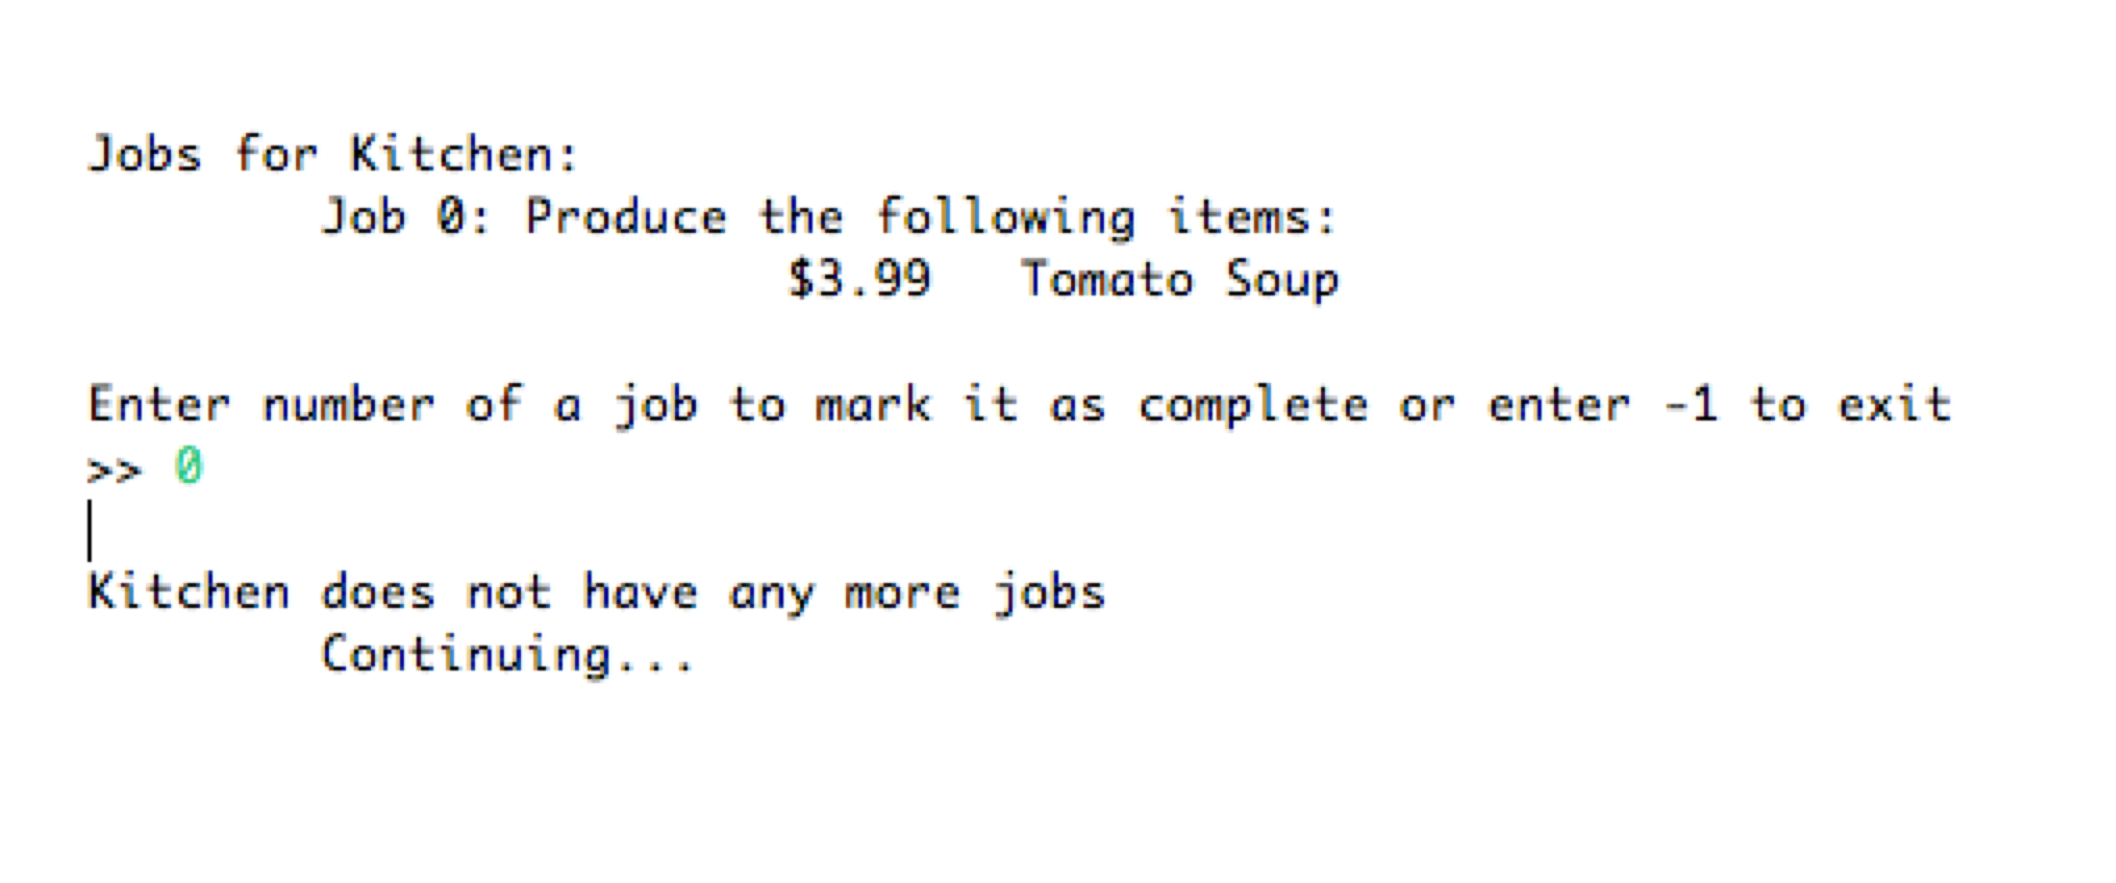 Jobs for Kitchen:
Job 0: Produce the following items:
$3.99 Tomato Soup
Enter number of a job to mark it as complete or enter -1 to exit
>> 0
Kitchen does not have any more jobs
Continuing...